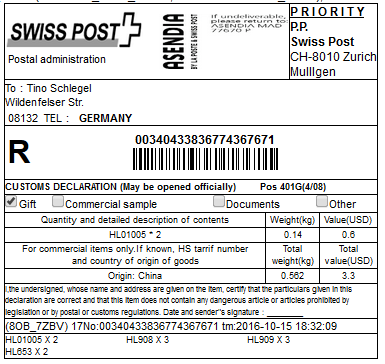 SWISS POST
Postal administration
ASENDIA
BY LA POSTE & SWISS POST
If undeliverable,
please return to
ASENDIA MAD
77670 P
PRIORITY
P.P.
Swiss Post
CH-8010 Zurich
Mulligen
To : Tino Schlegel
Wildenfelser Str.
08132 TEL : GERMANY
R
00340433836774367671
CUSTOMS DECLARATION (May be opened officially) Pos 401G(4/08)
Gift Commercial sample Documents Other
Quantity and detailed description of contents Weight(kg) Value(USD)
HL01005 * 2 0.14 0.6
For commercial items only.If known, HS tarrif number and country of origin of goods Total weight(kg) Total value(USD)
Origin: China 0.562 3.3
I,the undersigned, whose name and address are given on the item, certify that the particulars given in this
declaration are correct and that this item does not contain any dangerous article or articles prohibited by
legislation or by postal or customs regulations. Date and sender"s signature :
(8OB_7ZBV) 17No:00340433836774367671 tm:2016-10-15 18:32:09
HL01005 X 2 HL908 X 3 HL909 X 3
HL653 X 2